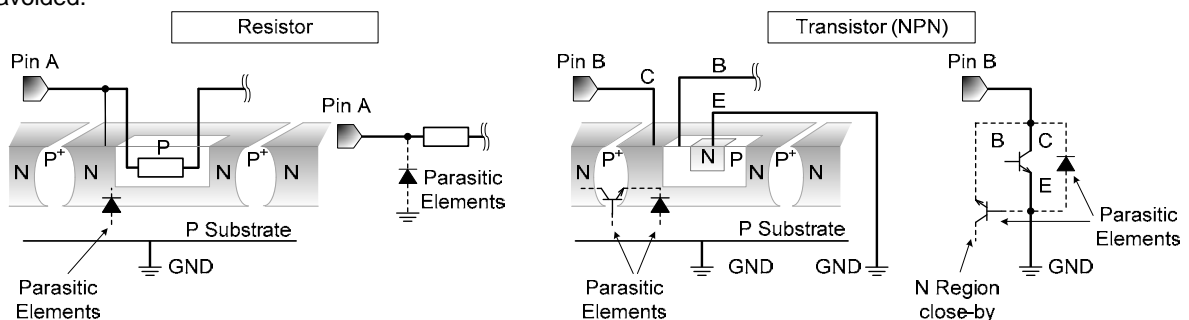 avoided.
Resistor
Transistor (NPN)
Pin A
Pin A
N
P+
N
P
N
P+
N
Parasitic
Elements
P Substrate
GND
Parasitic
Elements
Pin B
C
B
E
N
P+
N
P
N
P+
N
P Substrate
GND
GND
Parasitic
Elements
Pin B
B
C
E
Parasitic
Elements
GND
N Region
close-by